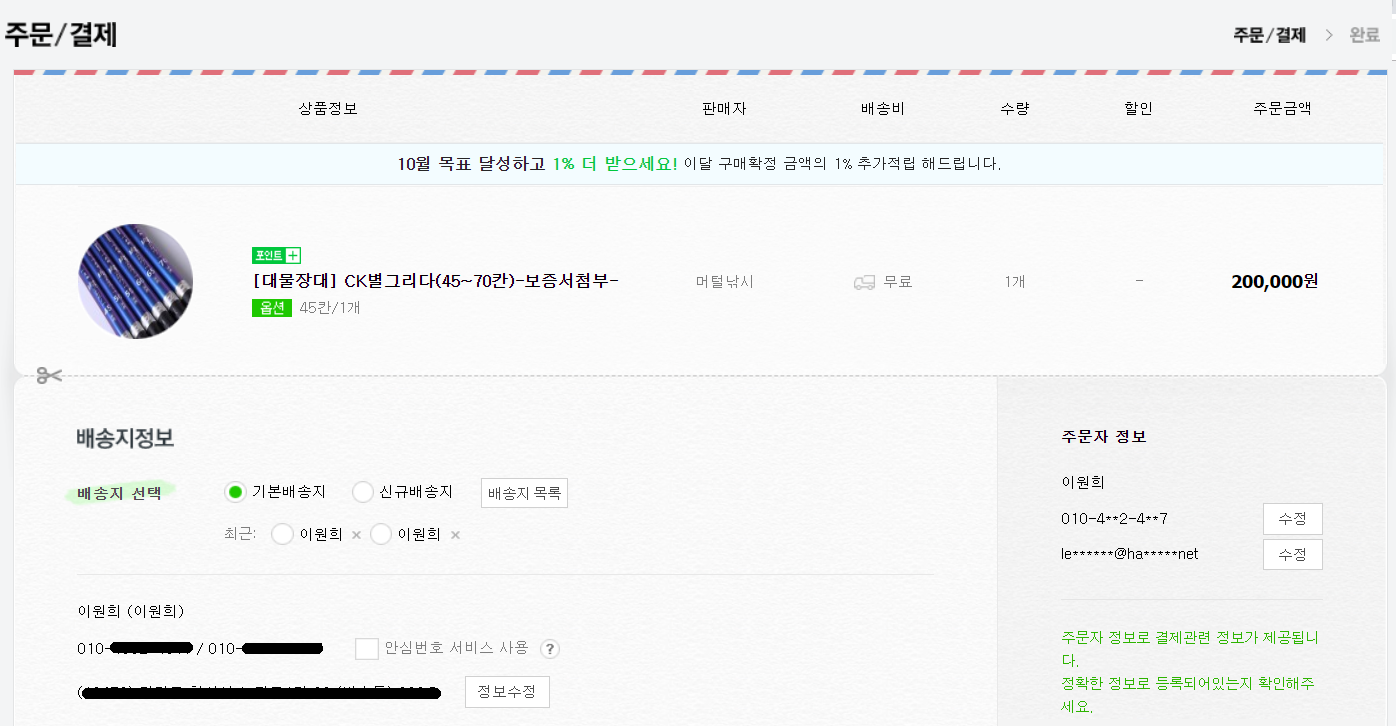 주문/결제
주문/결제 > 완료
상품정보 판매자 배송비 수량 할인 주문금액
10월 목표 달성하고 1% 더 받으세요! 이달 구매확정 금액의 1% 추가적립 해드립니다.
포인트+
[대물장대] CK별그리다(45~70칸)-보증서첨부- 머털낚시 무료 1개 - 200,000원
옵션 45칸/1개
배송지정보
배송지 선택 기본배송지 신규배송지 배송지 목록
최근: 이원희 × 이원희 ×
이원희 (이원희)
010- / 010- 안심번호 서비스 사용 ?
( 정보수정
주문자 정보
이원희
010-4**2-4**7 수정
le******@ha*****net 수정
주문자 정보로 결제관련 정보가 제공됩니
다.
정확한 정보로 등록되어있는지 확인해주
세요.